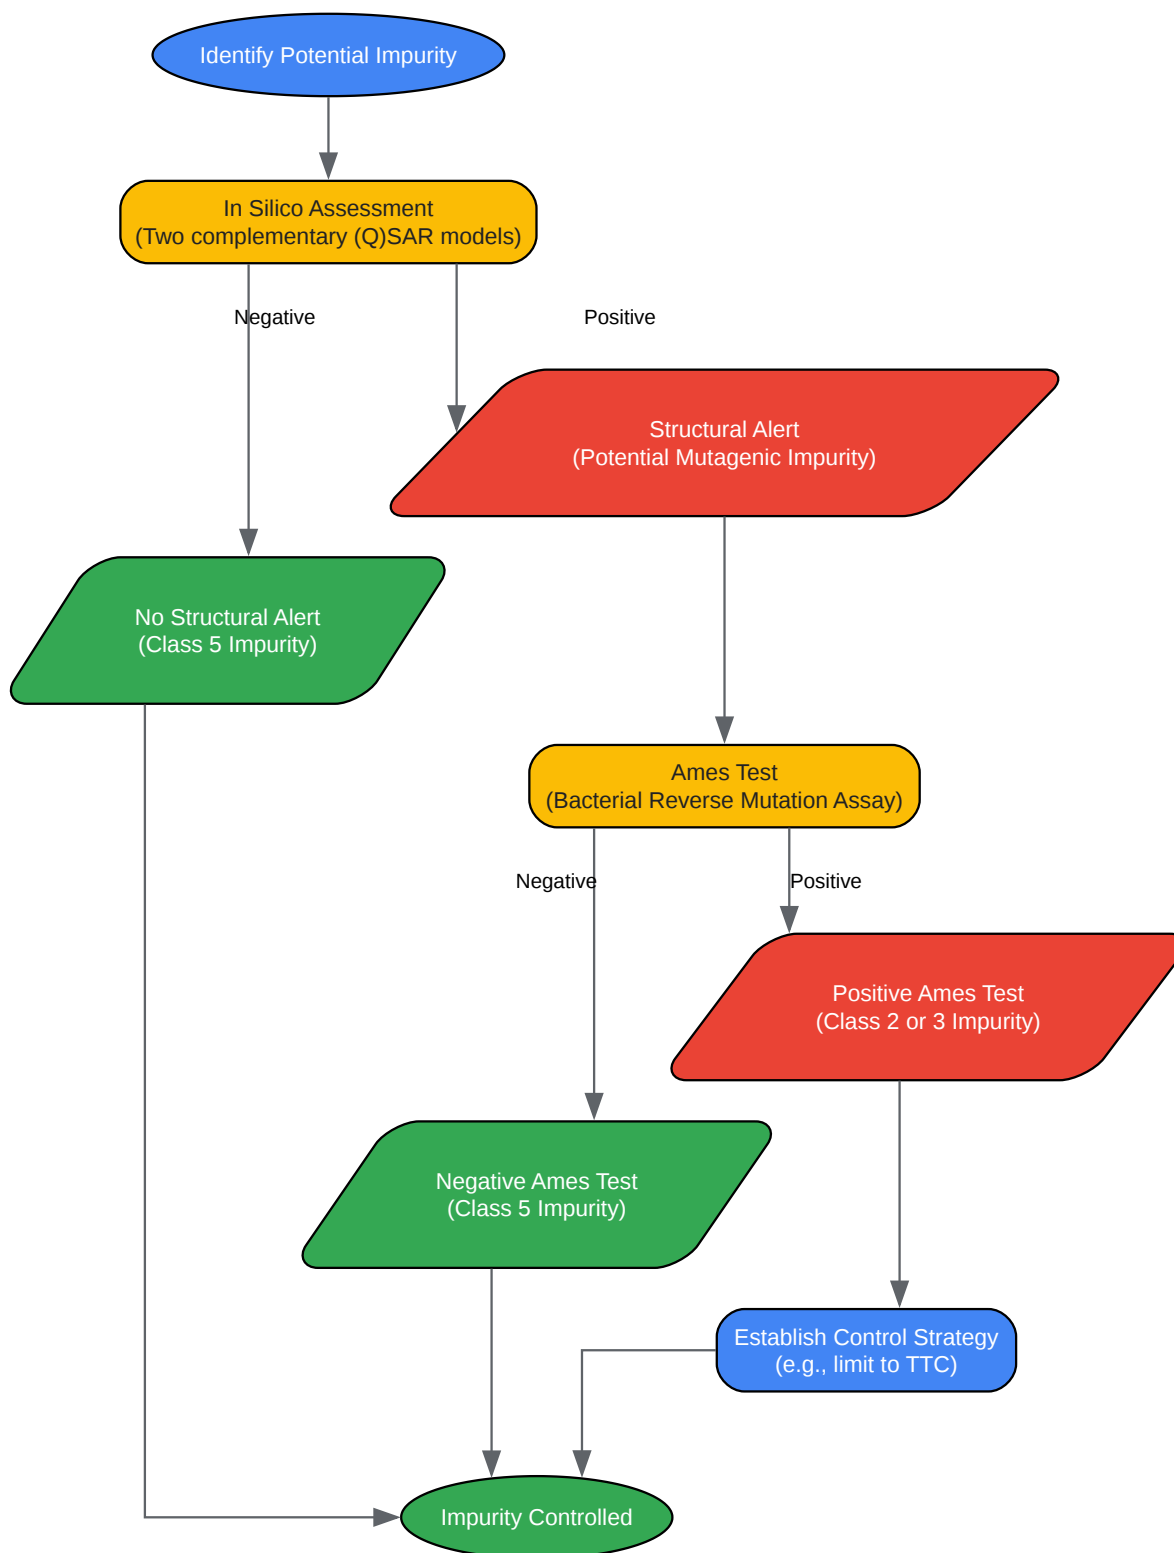 Identify Potential Impurity
In Silico Assessment
(Two complementary (Q)SAR models)
Negative
Positive
Structural Alert
(Potential Mutagenic Impurity)
No Structural Alert
(Class 5 Impurity)
Ames Test
(Bacterial Reverse Mutation Assay)
Negative
Positive
Positive Ames Test
(Class 2 or 3 Impurity)
Negative Ames Test
(Class 5 Impurity)
Establish Control Strategy
(e.g., limit to TTC)
Impurity Controlled